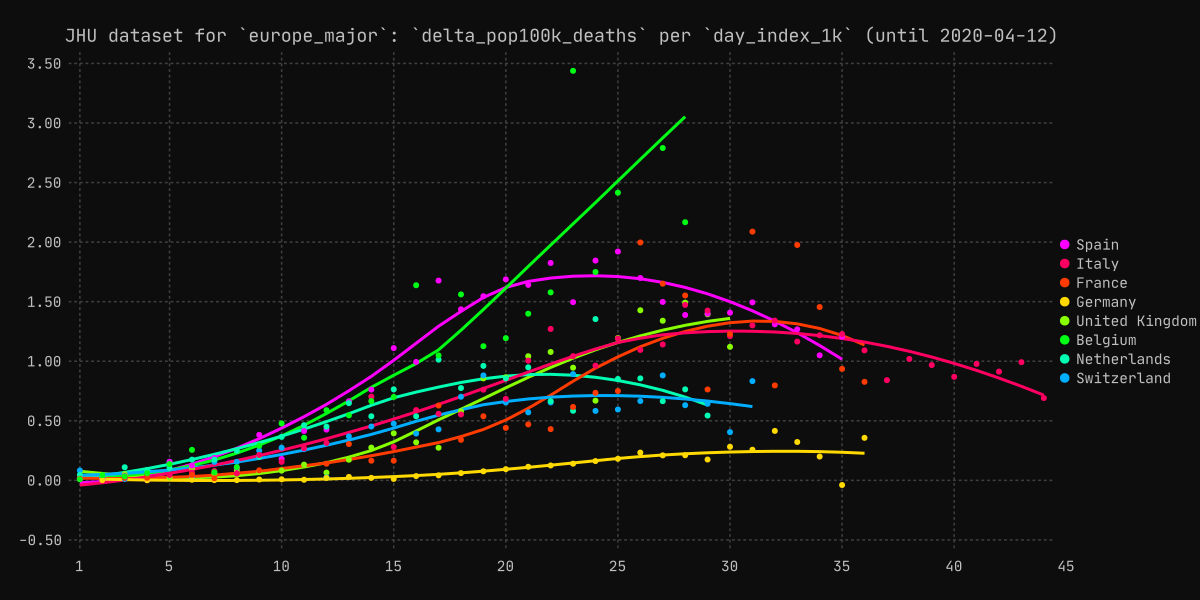 JHU dataset for `europe_major`: `delta_pop100k_deaths` per `day_index_1k` (until 2020-04-12)
3.50
3.00
2.50
2.00
1.50
1.00
0.50
0.00
-0.50
1 5 10 15 20 25 30 35 40 45
Spain
Italy
France
Germany
United Kingdom
Belgium
Netherlands
Switzerland